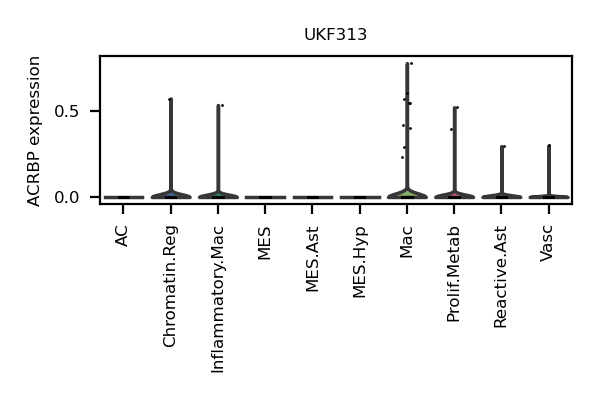 UKF313
ACRBP expression
0.5
0.0
AC
Chromatin.Reg
Inflammatory.Mac
MES
MES.Ast
MES.Hyp
Mac
Prolif.Metab
Reactive.Ast
Vasc